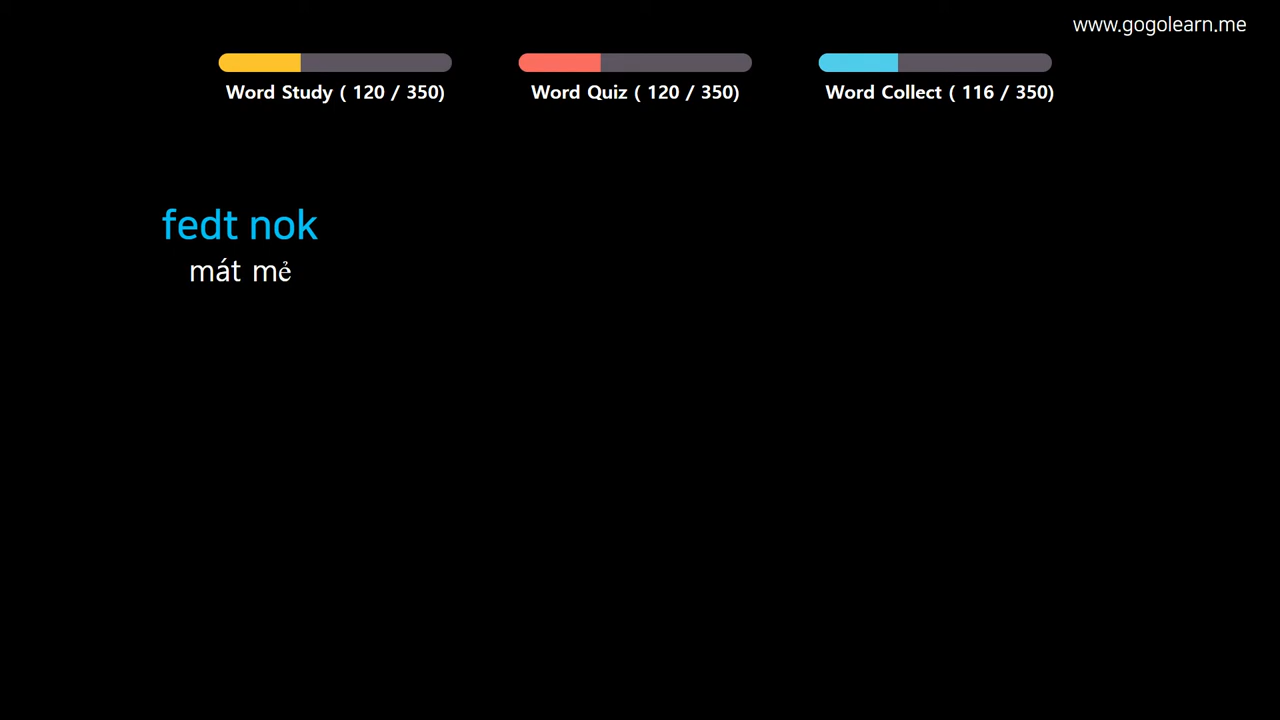 www.gogolearn.me
Word Study ( 120 / 350)
Word Quiz ( 120 / 350)
Word Collect ( 116 / 350)
fedt nok
mát mẻ